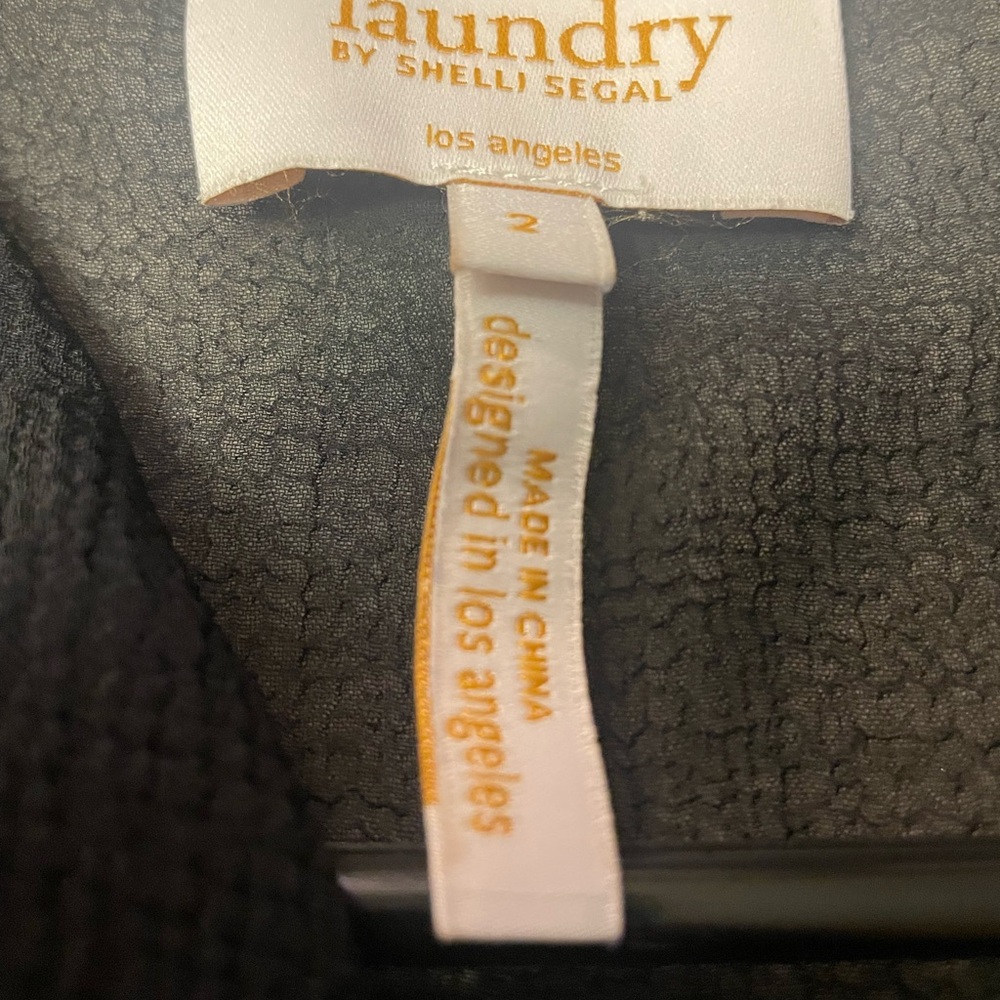 laundry
BY SHELLI SEGAL
los angeles
2
MADE IN CHINA
designed in los angeles